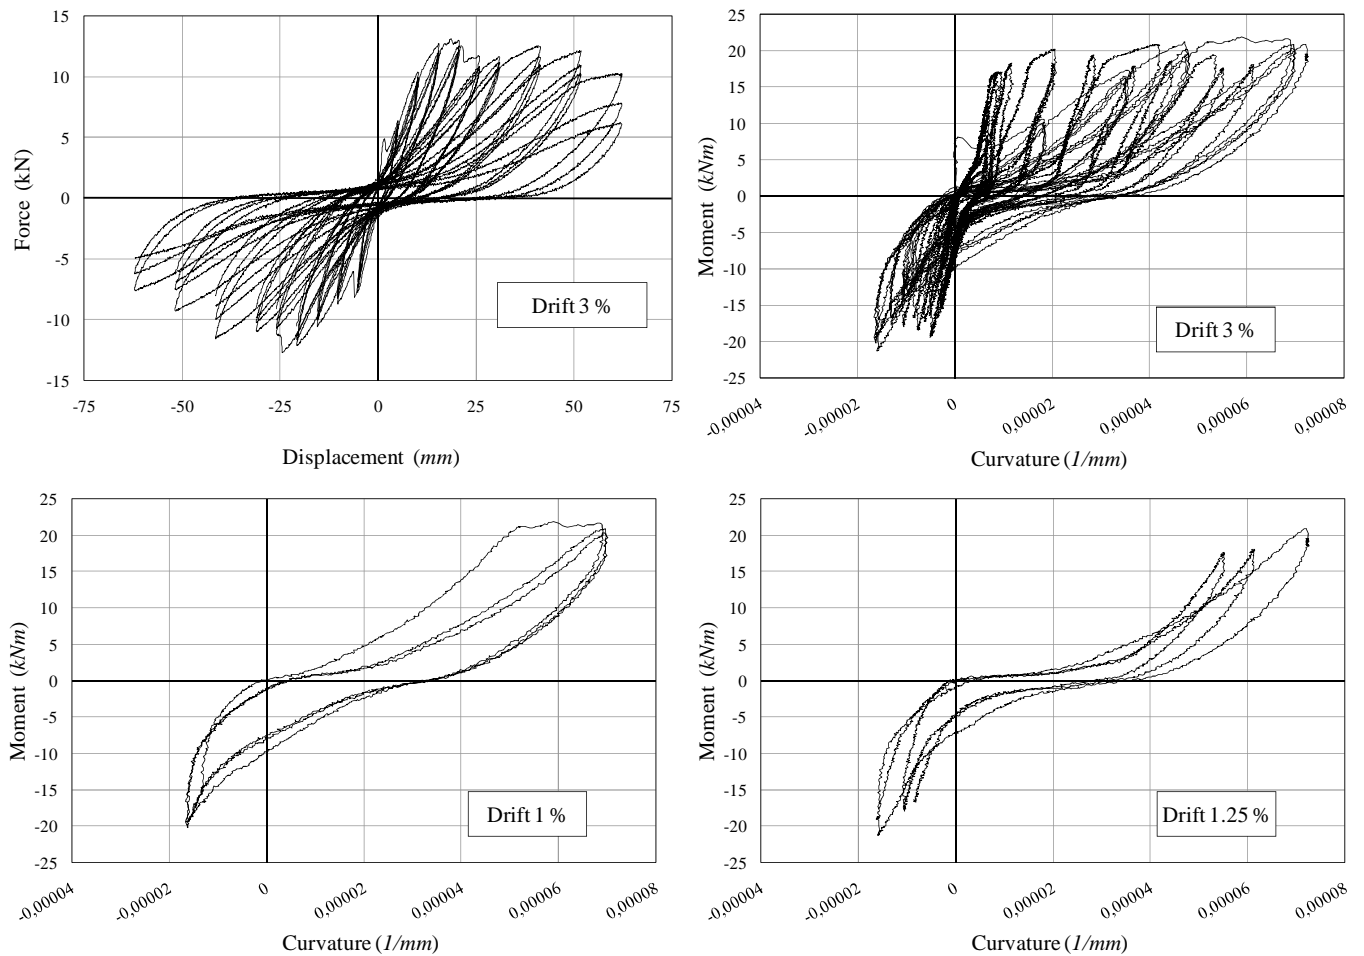 15
10
5
0
-5
-10
-15
Force (kN)
-75 -50 -25 0 25 50 75
Displacement (mm)
Drift 3 %
25
20
15
10
5
0
-5
-10
-15
-20
-25
Moment (kNm)
-0,00004 -0,00002 0 0,00002 0,00004 0,00006 0,00008
Curvature (1/mm)
Drift 3 %
25
20
15
10
5
0
-5
-10
-15
-20
-25
Moment (kNm)
-0,00004 -0,00002 0 0,00002 0,00004 0,00006 0,00008
Curvature (1/mm)
Drift 1 %
25
20
15
10
5
0
-5
-10
-15
-20
-25
Moment (kNm)
-0,00004 -0,00002 0 0,00002 0,00004 0,00006 0,00008
Curvature (1/mm)
Drift 1.25 %